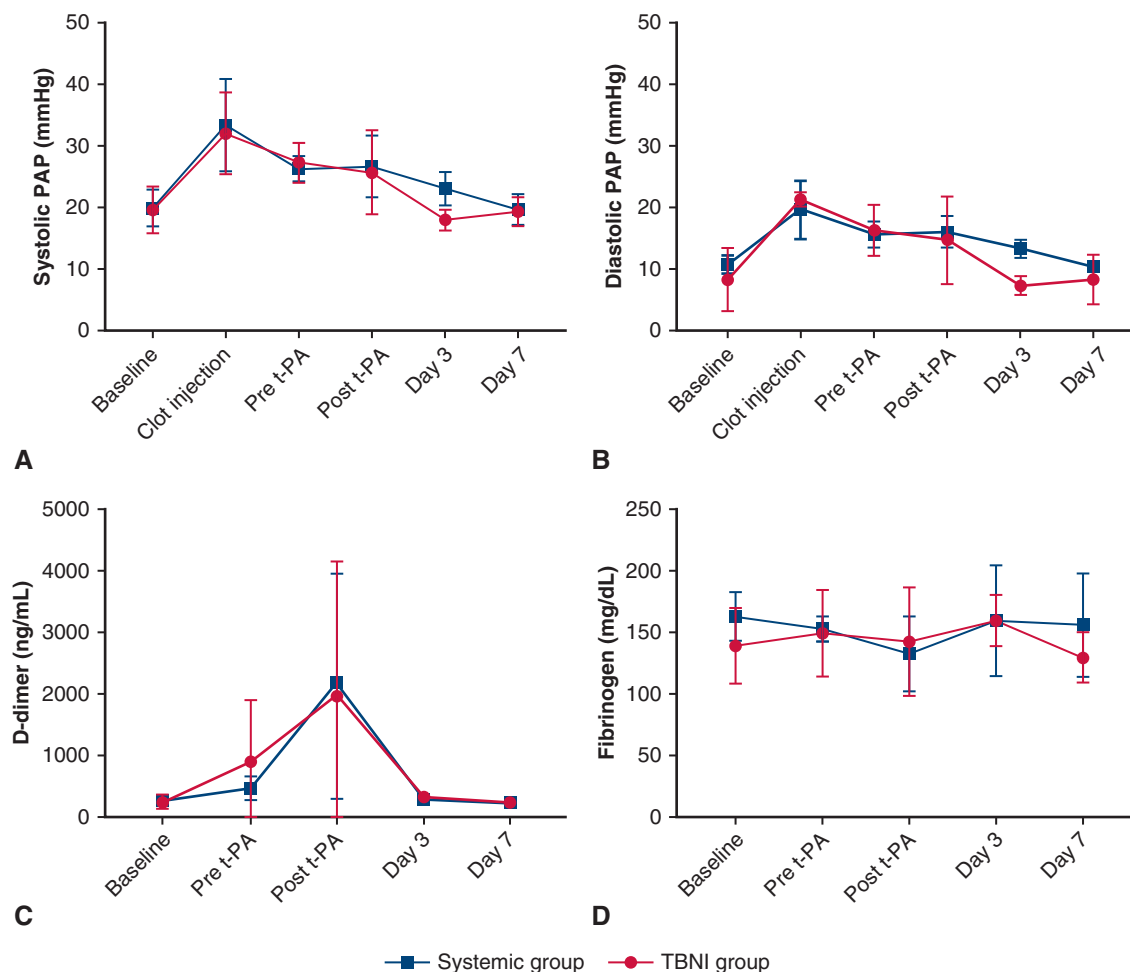 Systolic PAP (mmHg)
50
40
30
20
10
0
Baseline
Clot injection
Pre t-PA
Post t-PA
Day 3
Day 7
A
Diastolic PAP (mmHg)
50
40
30
20
10
0
Baseline
Clot injection
Pre t-PA
Post t-PA
Day 3
Day 7
B
D-dimer (ng/mL)
5000
4000
3000
2000
1000
0
Baseline
Pre t-PA
Post t-PA
Day 3
Day 7
C
Fibrinogen (mg/dL)
250
200
150
100
50
0
Baseline
Pre t-PA
Post t-PA
Day 3
Day 7
D
Systemic group
TBNI group